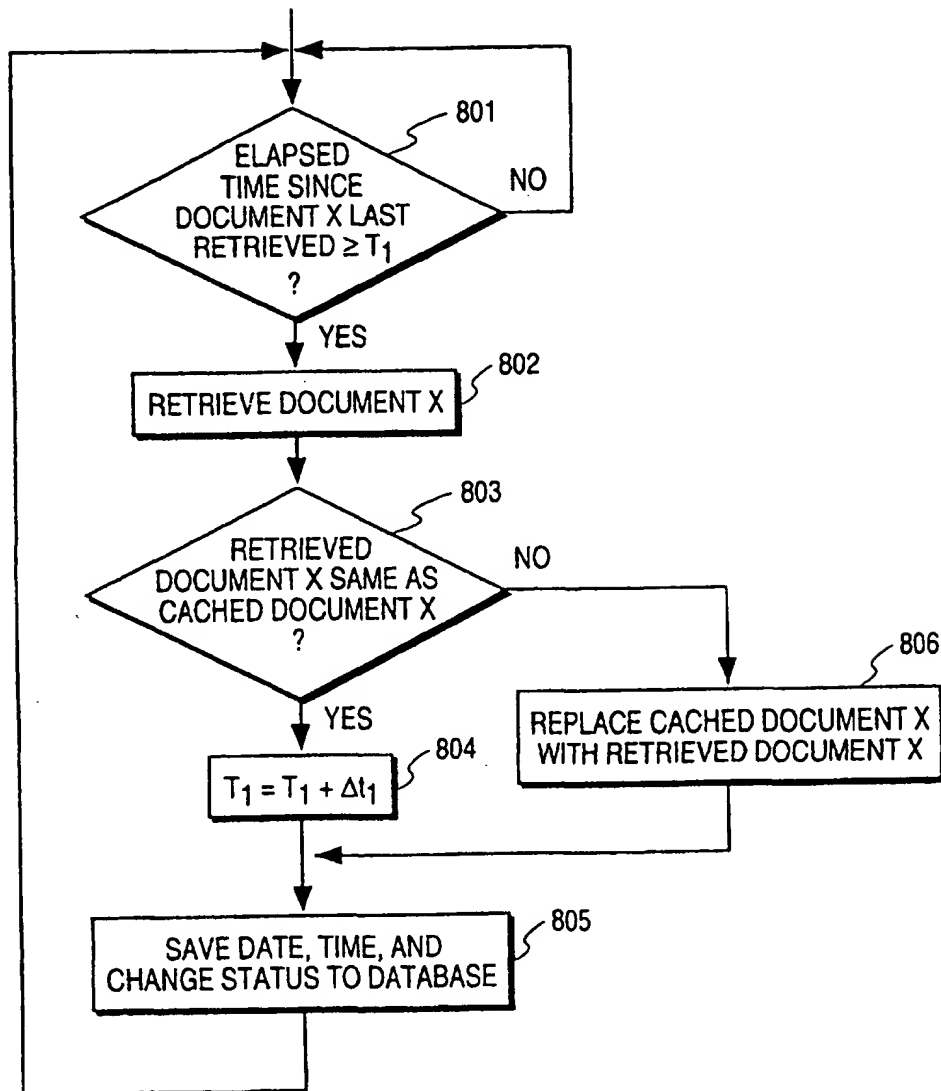 801
ELAPSED
TIME SINCE
DOCUMENT X LAST
RETRIEVED ≥ T1
?
NO
YES
802
RETRIEVE DOCUMENT X
803
RETRIEVED
DOCUMENT X SAME AS
CACHED DOCUMENT X
?
NO
YES
806
REPLACE CACHED DOCUMENT X
WITH RETRIEVED DOCUMENT X
804
T1 = T1 + Δt1
805
SAVE DATE, TIME, AND
CHANGE STATUS TO DATABASE